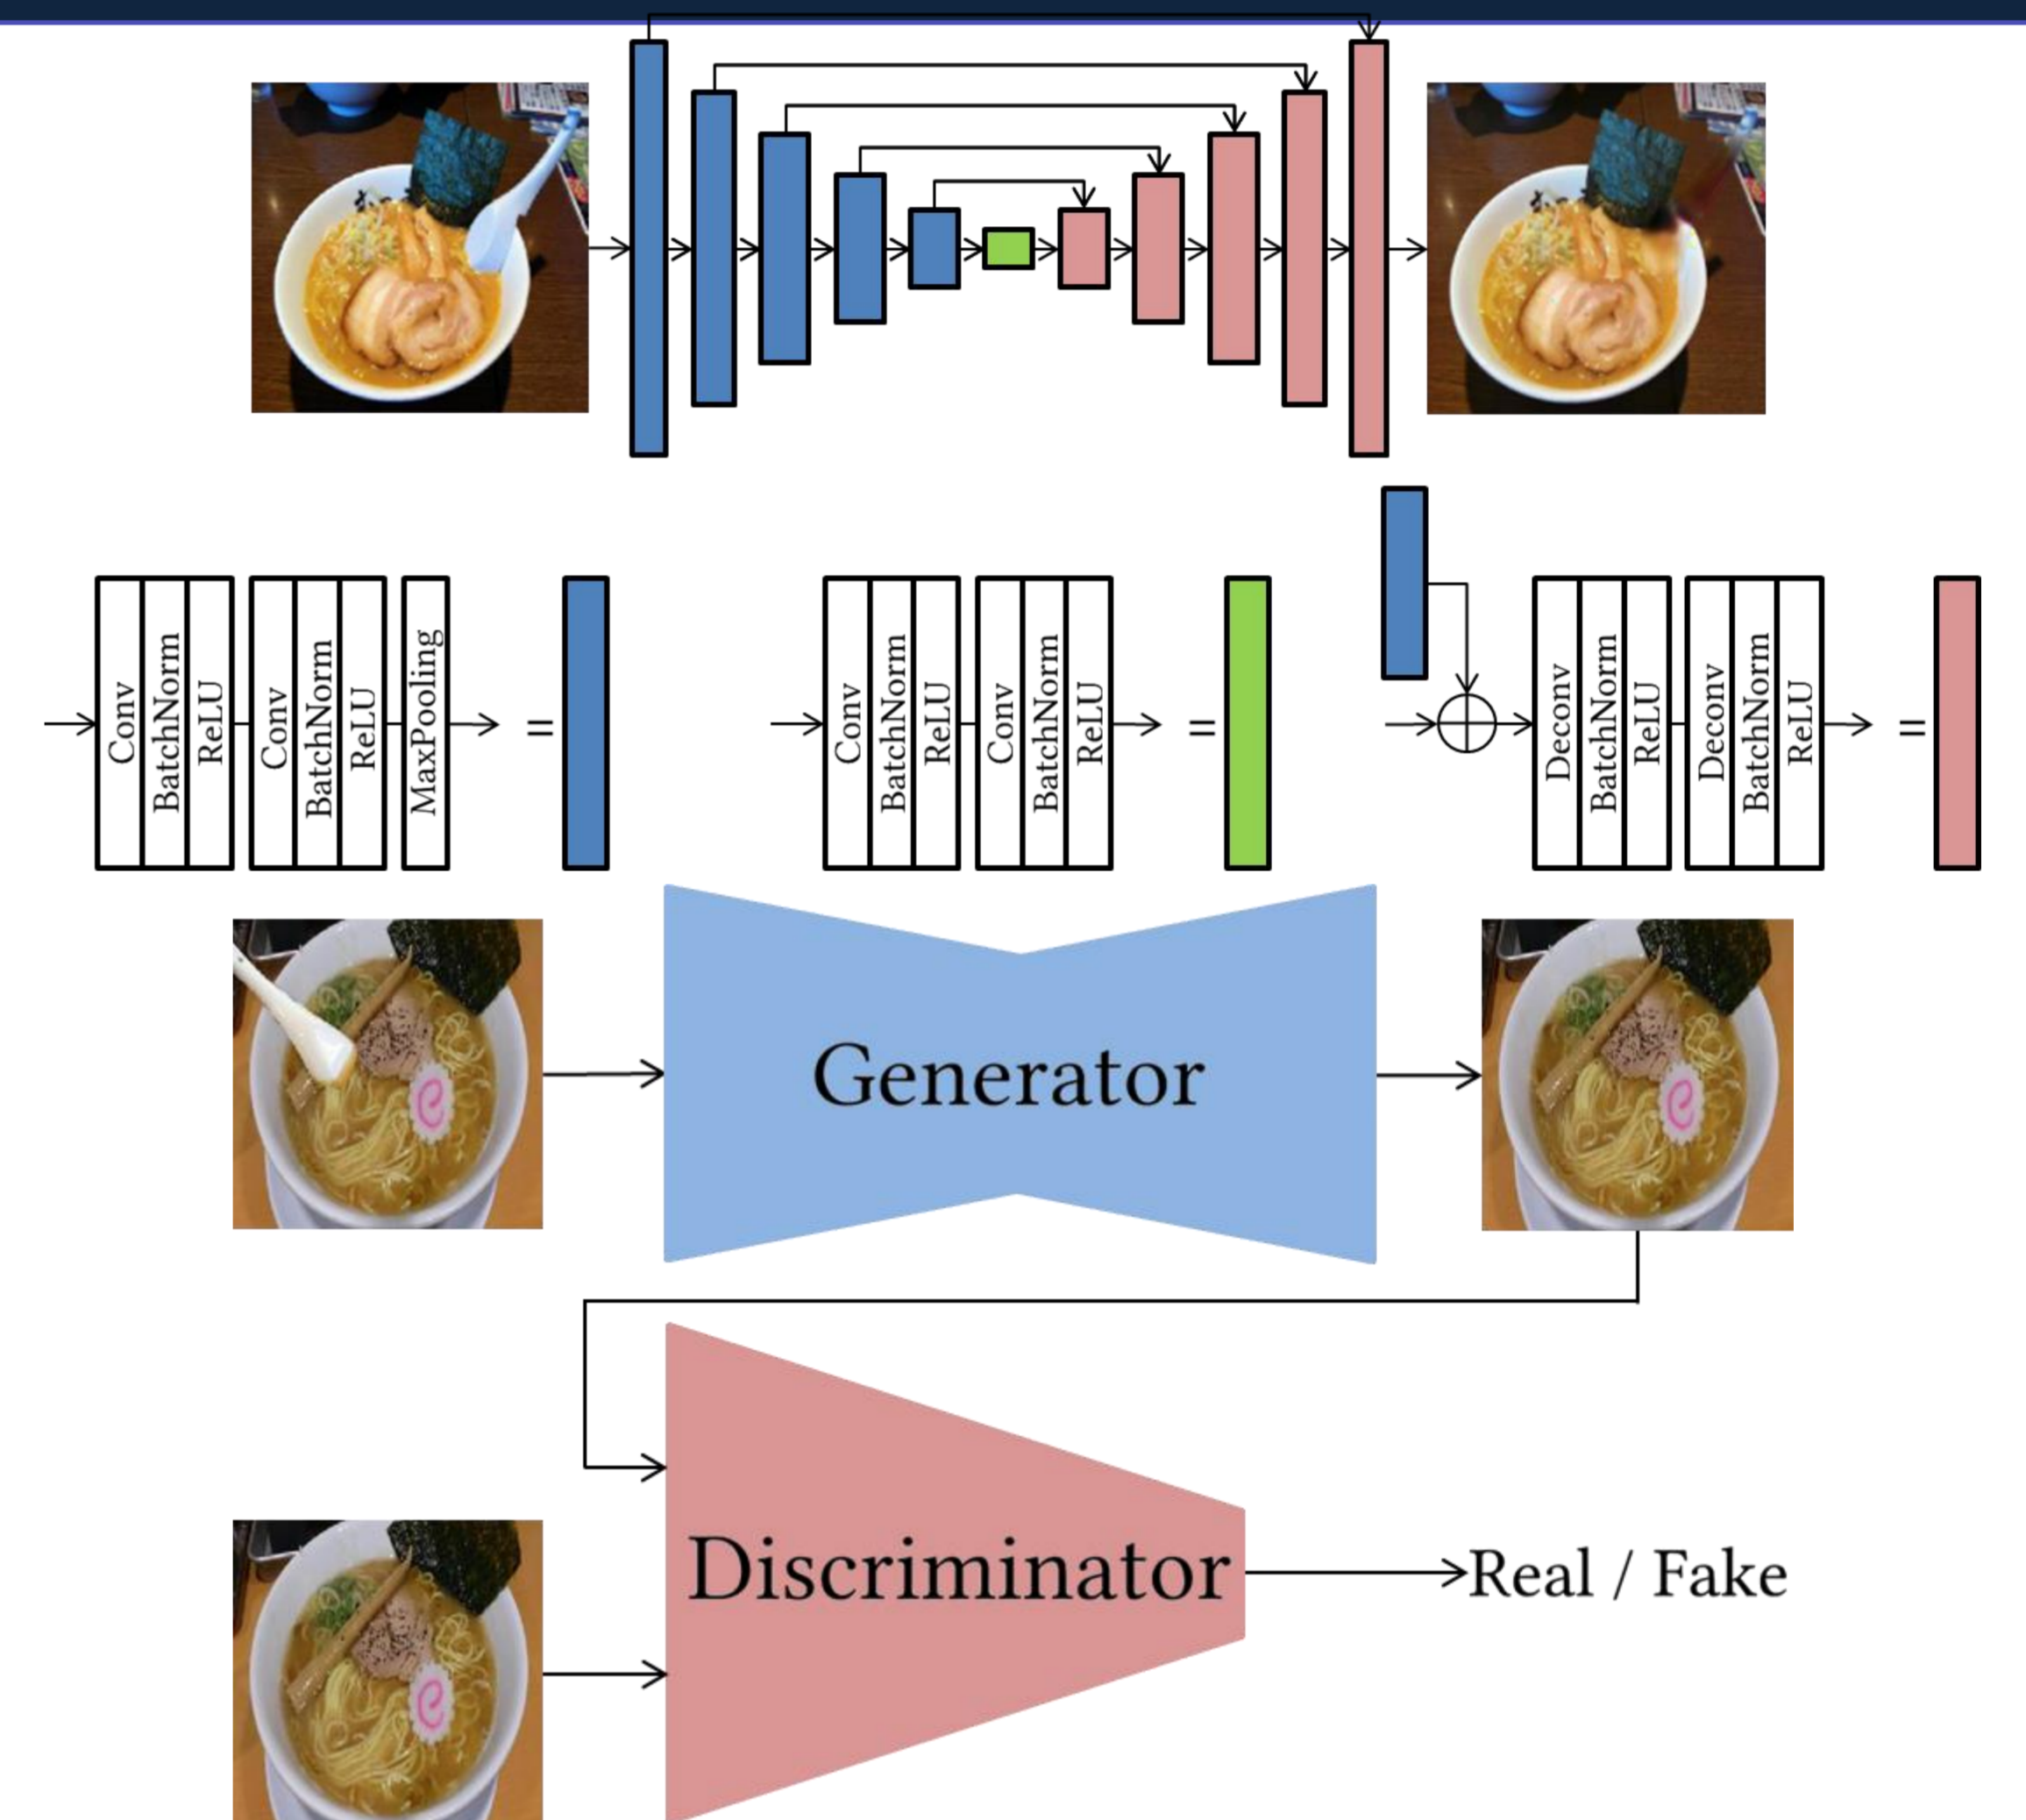 Conv
BatchNorm
ReLU
Conv
BatchNorm
ReLU
MaxPooling
=
Conv
BatchNorm
ReLU
Conv
BatchNorm
ReLU
=
Deconv
BatchNorm
ReLU
Deconv
BatchNorm
ReLU
=
Generator
Discriminator
Real / Fake